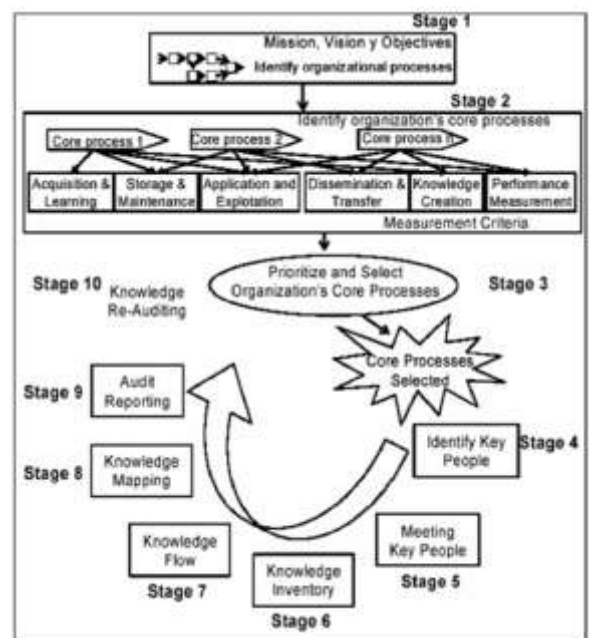 Stage 1
Mission, Vision y Objectives
Identify organizational processes
Stage 2
Identify organization's core processes
Core process 1
Core process 2
Core process n
Acquisition &
Learning
Storage &
Maintenance
Application and
Explotation
Dissemination &
Transfer
Knowledge
Creation
Performance
Measurement
Measurement Criteria
Prioritize and Select
Organization's Core Processes
Stage 3
Stage 10
Knowledge
Re-Auditing
Core Processes
Selected
Stage 9
Audit
Reporting
Identify Key
People
Stage 4
Stage 8
Knowledge
Mapping
Meeting
Key People
Stage 5
Knowledge
Flow
Stage 7
Knowledge
Inventory
Stage 6